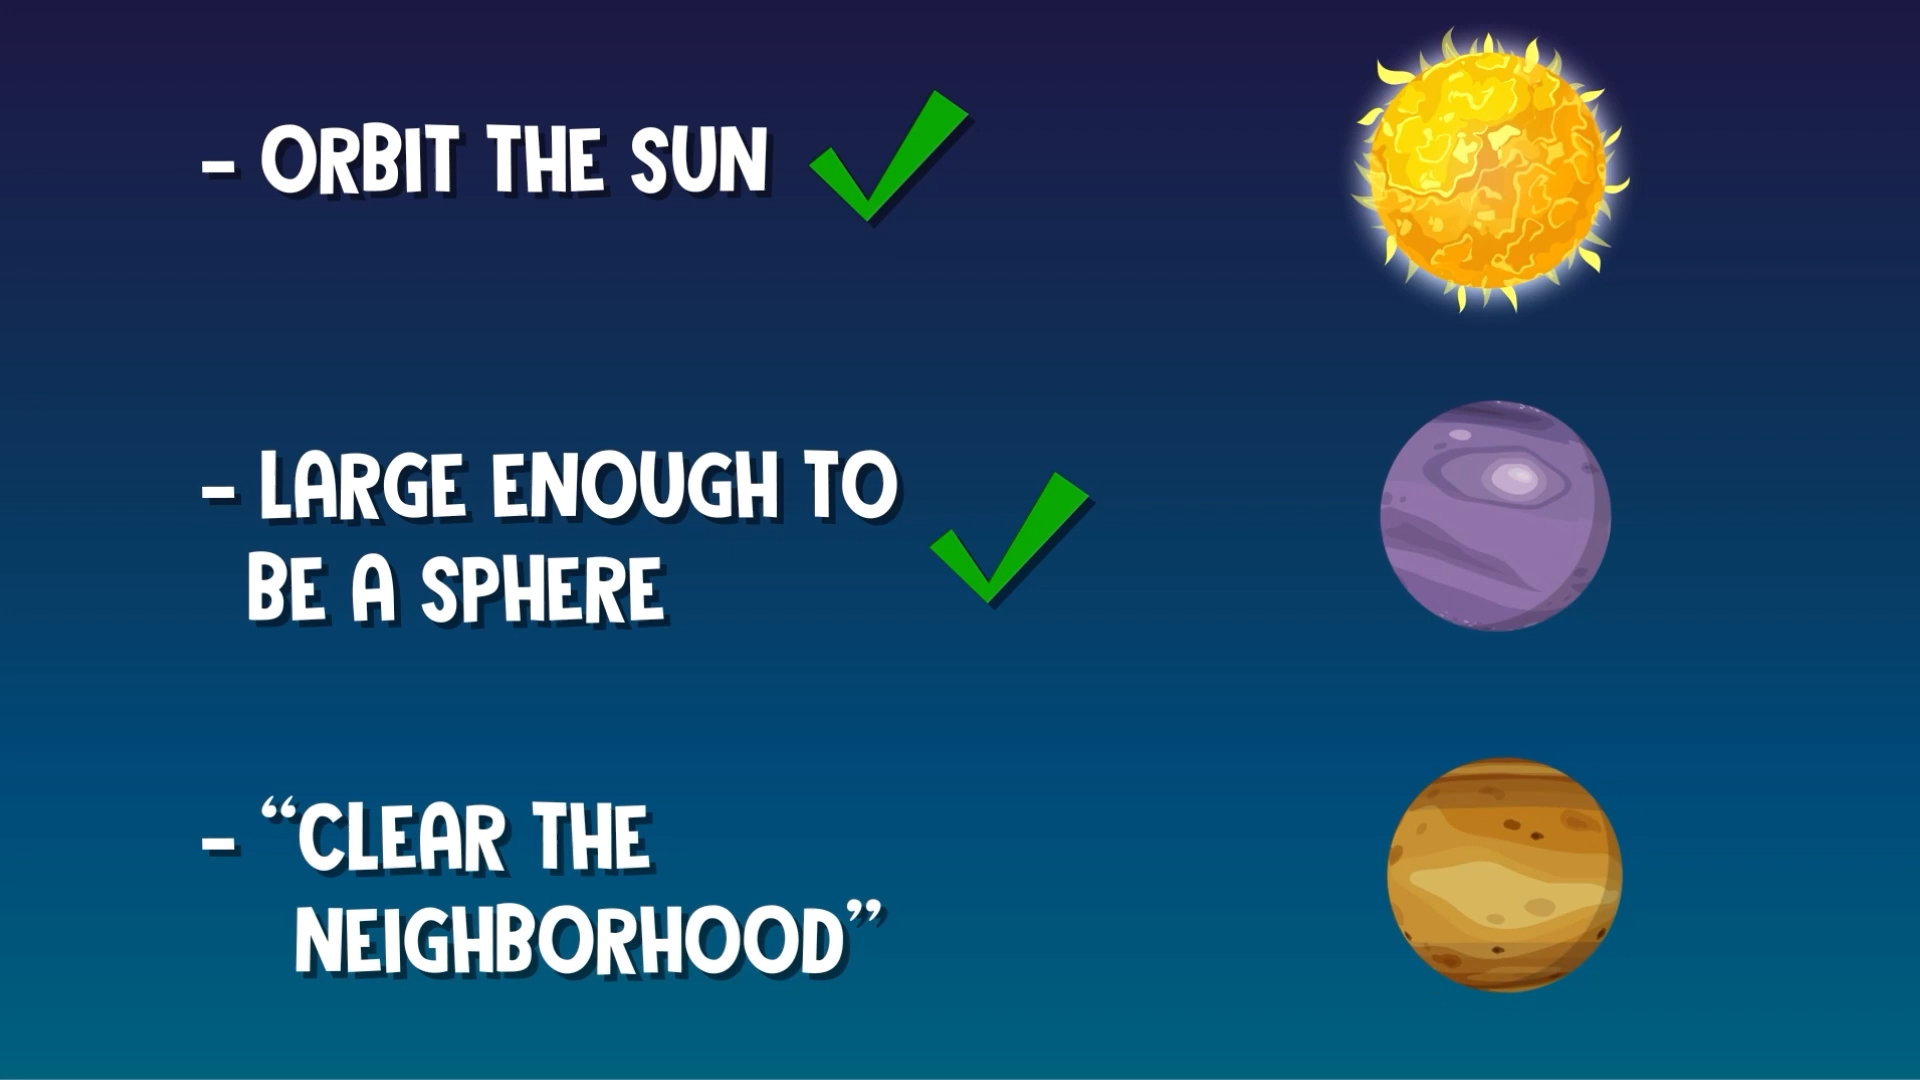 - ORBIT THE SUN
- LARGE ENOUGH TO
BE A SPHERE
- “CLEAR THE
NEIGHBORHOOD”